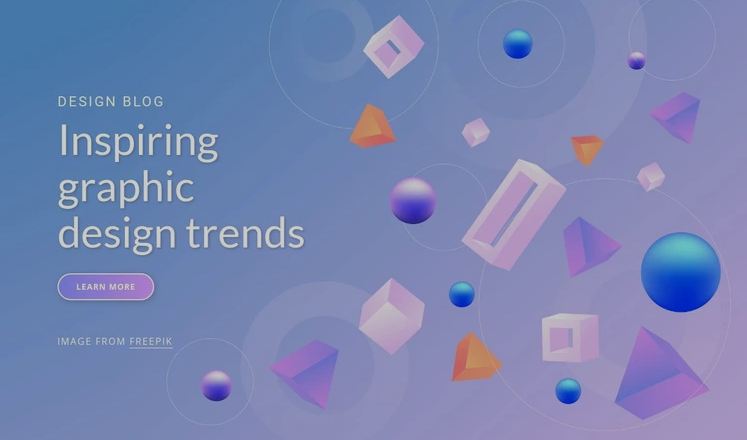 DESIGN BLOG
Inspiring
graphic
design trends
LEARN MORE
IMAGE FROM FREEPIK